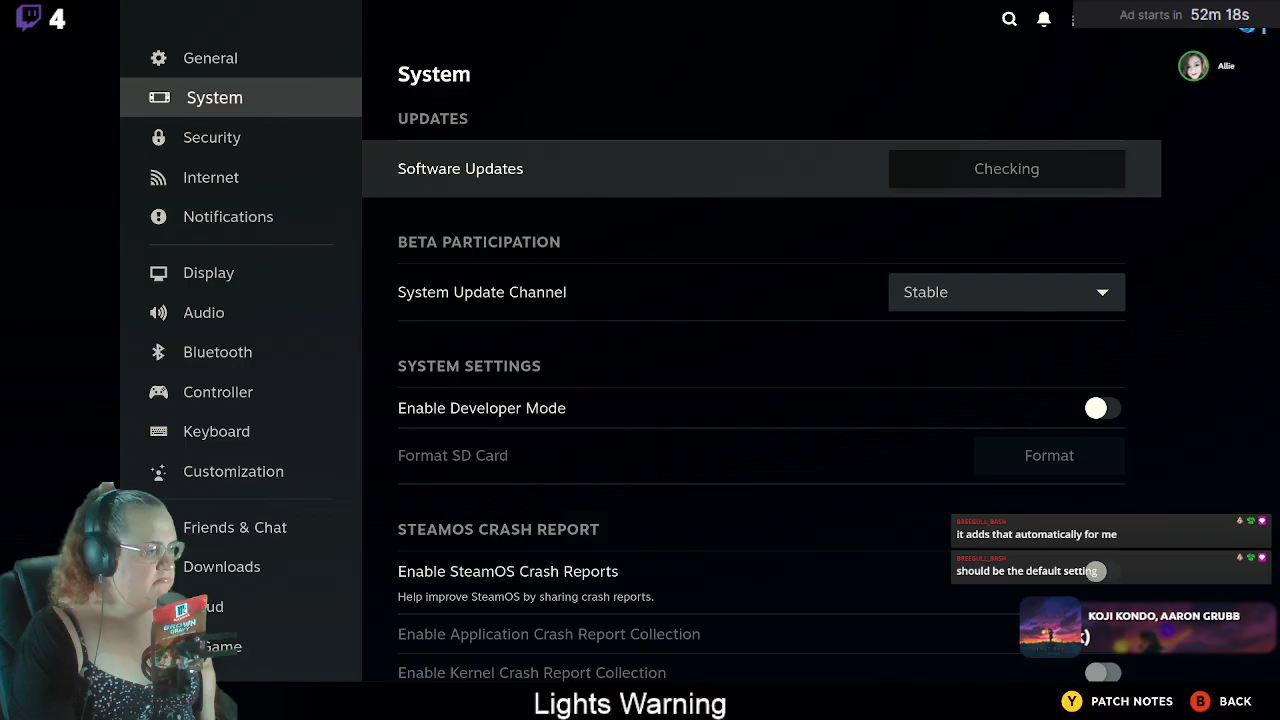 4
Ad starts in 52m 18s
Allie
General
System
Security
Internet
Notifications
Display
Audio
Bluetooth
Controller
Keyboard
Customization
Friends & Chat
Downloads
System
UPDATES
Software Updates
Checking
BETA PARTICIPATION
System Update Channel
Stable
SYSTEM SETTINGS
Enable Developer Mode
Format SD Card
Format
STEAMOS CRASH REPORT
Enable SteamOS Crash Reports
Help improve SteamOS by sharing crash reports.
Enable Application Crash Report Collection
Enable Kernel Crash Report Collection
BREEGULL_BASH
it adds that automatically for me
BREEGULL_BASH
should be the default setting
KOJI KONDO, AARON GRUBB
BROWN
GRAVY
Lights Warning
Y PATCH NOTES
B BACK